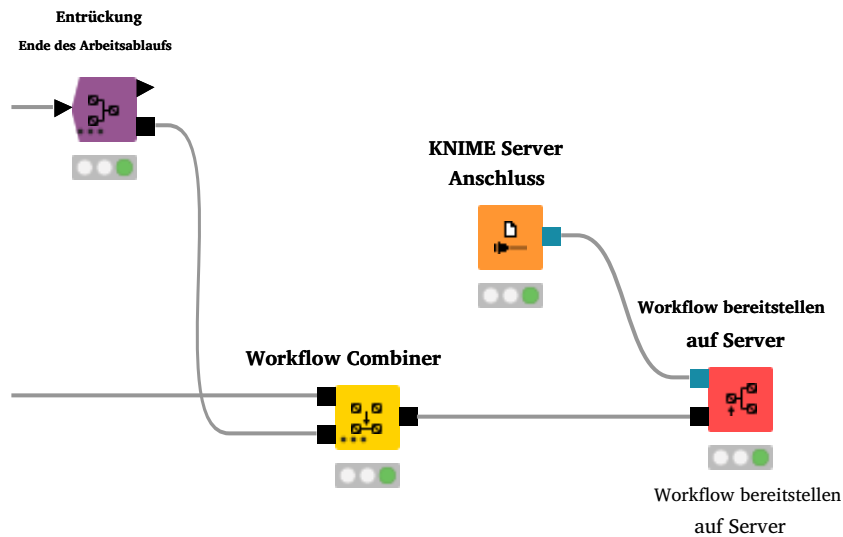 Entrückung
Ende des Arbeitsablaufs
KNIME Server
Anschluss
Workflow bereitstellen
auf Server
Workflow Combiner
Workflow bereitstellen
auf Server